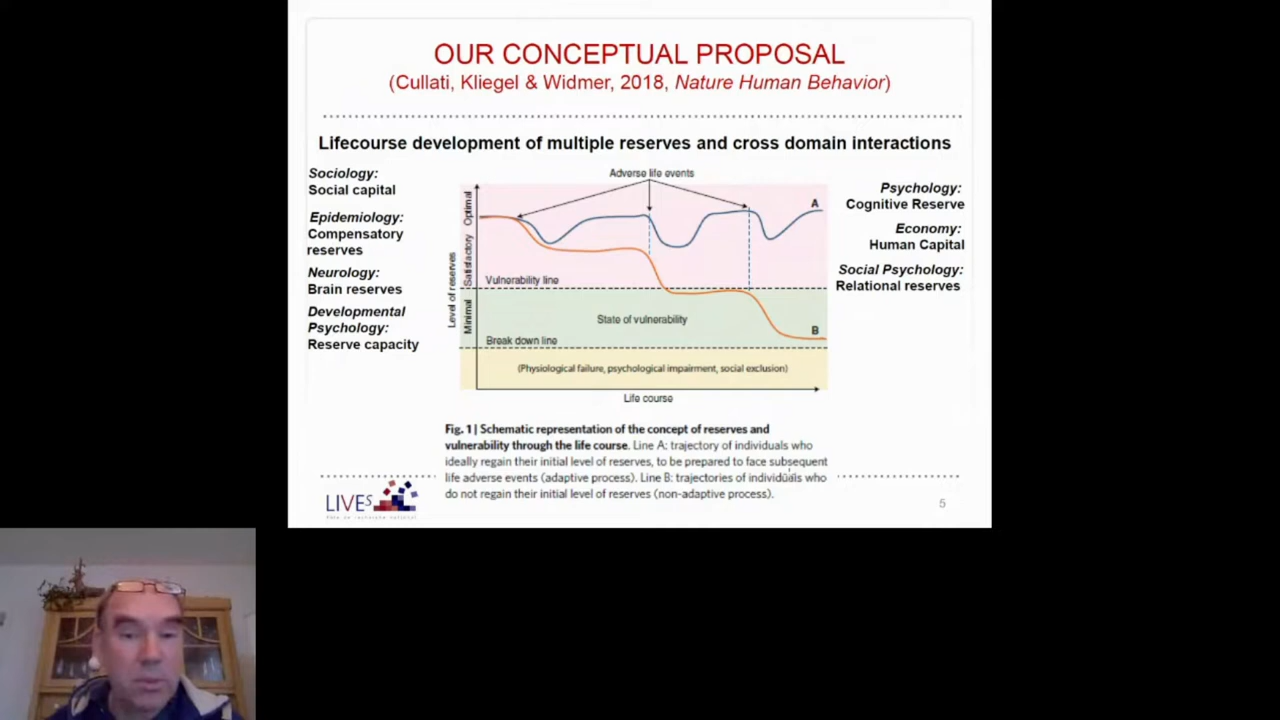 OUR CONCEPTUAL PROPOSAL
(Cullati, Kliegel & Widmer, 2018, Nature Human Behavior)
Lifecourse development of multiple reserves and cross domain interactions
Sociology:
Social capital
Epidemiology:
Compensatory
reserves
Neurology:
Brain reserves
Developmental
Psychology:
Reserve capacity
Adverse life events
Level of reserves
Optimal
Satisfactory
Minimal
A
Vulnerability line
State of vulnerability
B
Break down line
(Physiological failure, psychological impairment, social exclusion)
Life course
Psychology:
Cognitive Reserve
Economy:
Human Capital
Social Psychology:
Relational reserves
Fig. 1 | Schematic representation of the concept of reserves and
vulnerability through the life course. Line A: trajectory of individuals who
ideally regain their initial level of reserves, to be prepared to face subsequent
life adverse events (adaptive process). Line B: trajectories of individuals who
do not regain their initial level of reserves (non-adaptive process).
LIVES
5